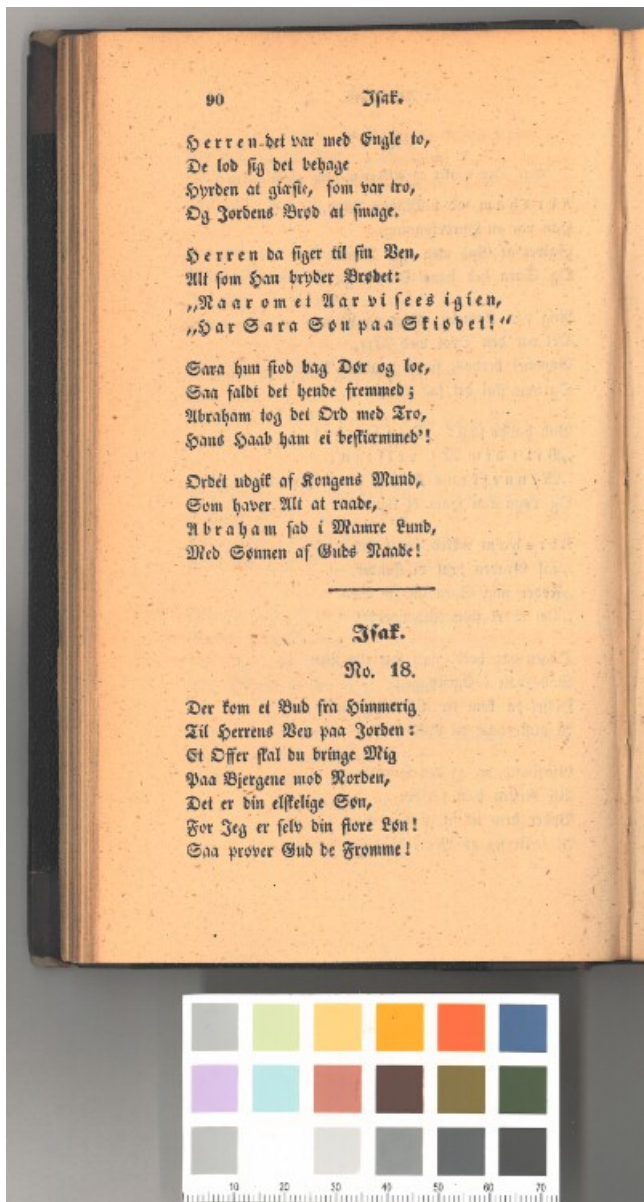 90 Isak.
Herren det var med Engle to,
De lod sig det behage
Hyrden at giæste, som var tro,
Og Jordens Brød at smage.
Herren da siger til sin Ven,
Alt som Han bryder Brødet:
„Naar om et Aar vi sees igien,
„Har Sara Søn paa Skiødet!“
Sara hun stod bag Dør og loe,
Saa faldt det hende fremmed;
Abraham tog det Ord med Tro,
Hans Haab ham ei beskiæmmed'!
Ordet udgik af Kongens Mund,
Som haver Alt at raade,
Abraham sad i Mamre Lund,
Med Sønnen af Guds Naade!
Isak.
No. 18.
Der kom et Bud fra Himmerig
Til Herrens Ven paa Jorden:
Et Offer skal du bringe Mig
Paa Bjergene mod Norden,
Det er din elskelige Søn,
For Jeg er selv din store Løn!
Saa prøver Gud de Fromme!
10 20 30 40 50 60 70